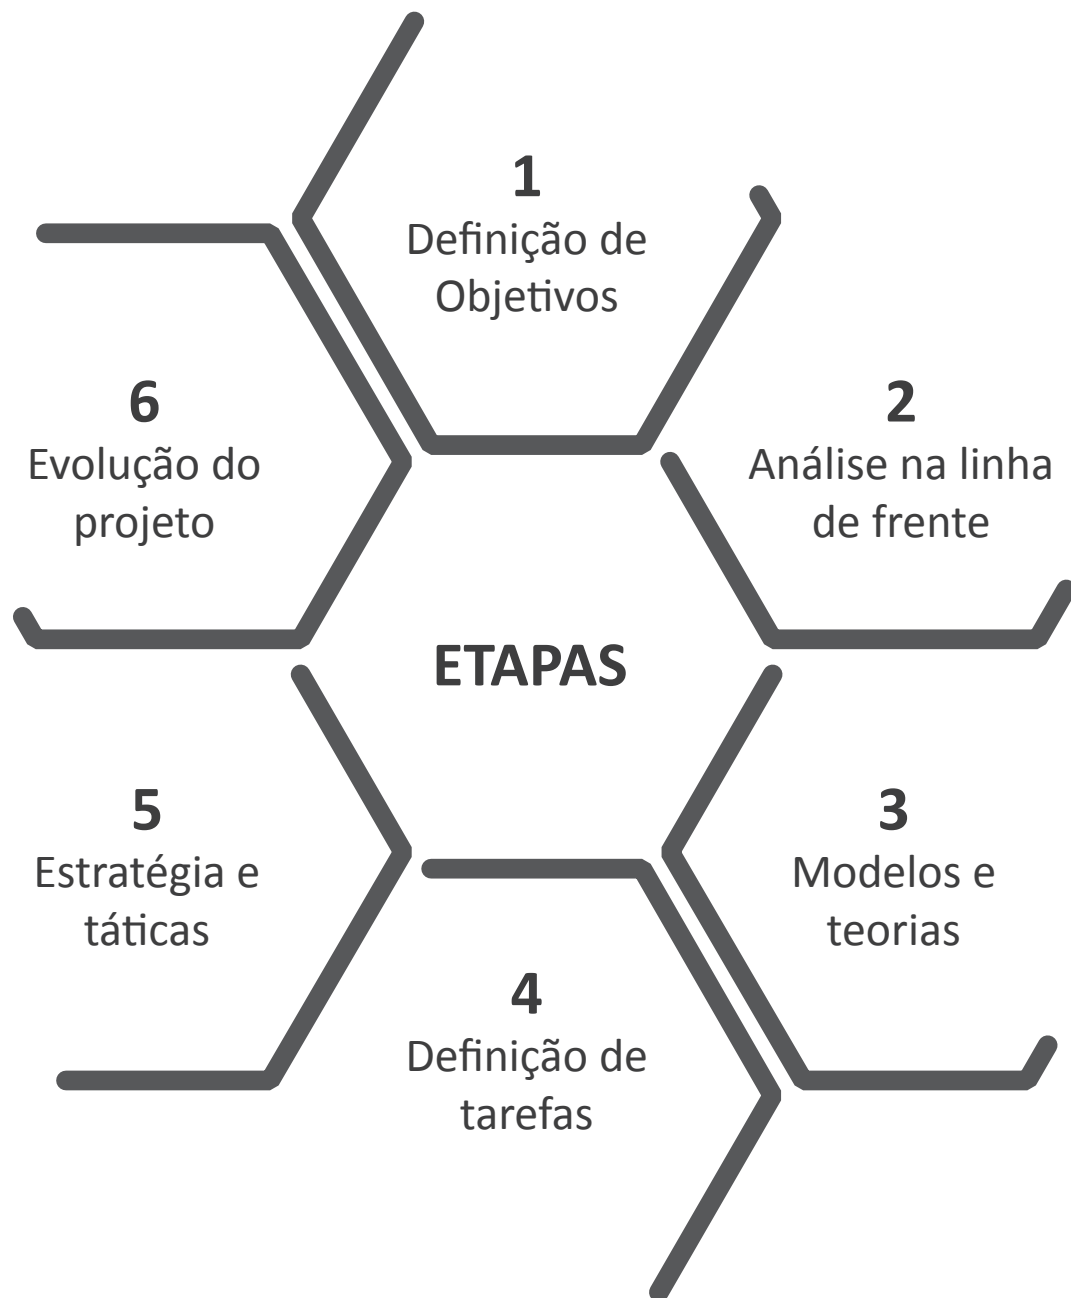 1
Definição de
Objetivos
2
Análise na linha
de frente
3
Modelos e
teorias
4
Definição de
tarefas
5
Estratégia e
táticas
6
Evolução do
projeto
ETAPAS